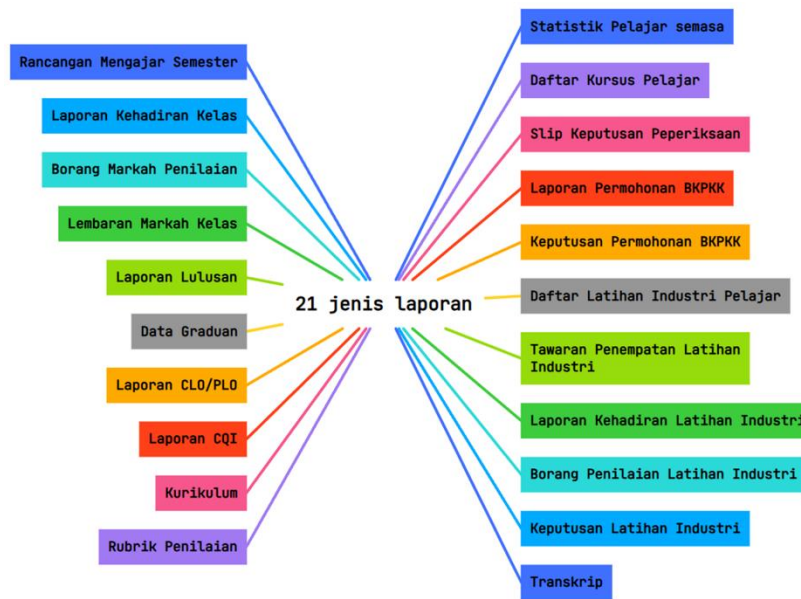 Rancangan Mengajar Semester
Laporan Kehadiran Kelas
Borang Markah Penilaian
Lembaran Markah Kelas
Laporan Lulusan
Data Graduan
Laporan CLO/PLO
Laporan CQI
Kurikulum
Rubrik Penilaian
21 jenis laporan
Statistik Pelajar semasa
Daftar Kursus Pelajar
Slip Keputusan Peperiksaan
Laporan Permohonan BKPKK
Keputusan Permohonan BKPKK
Daftar Latihan Industri Pelajar
Tawaran Penempatan Latihan
Industri
Laporan Kehadiran Latihan Industri
Borang Penilaian Latihan Industri
Keputusan Latihan Industri
Transkrip